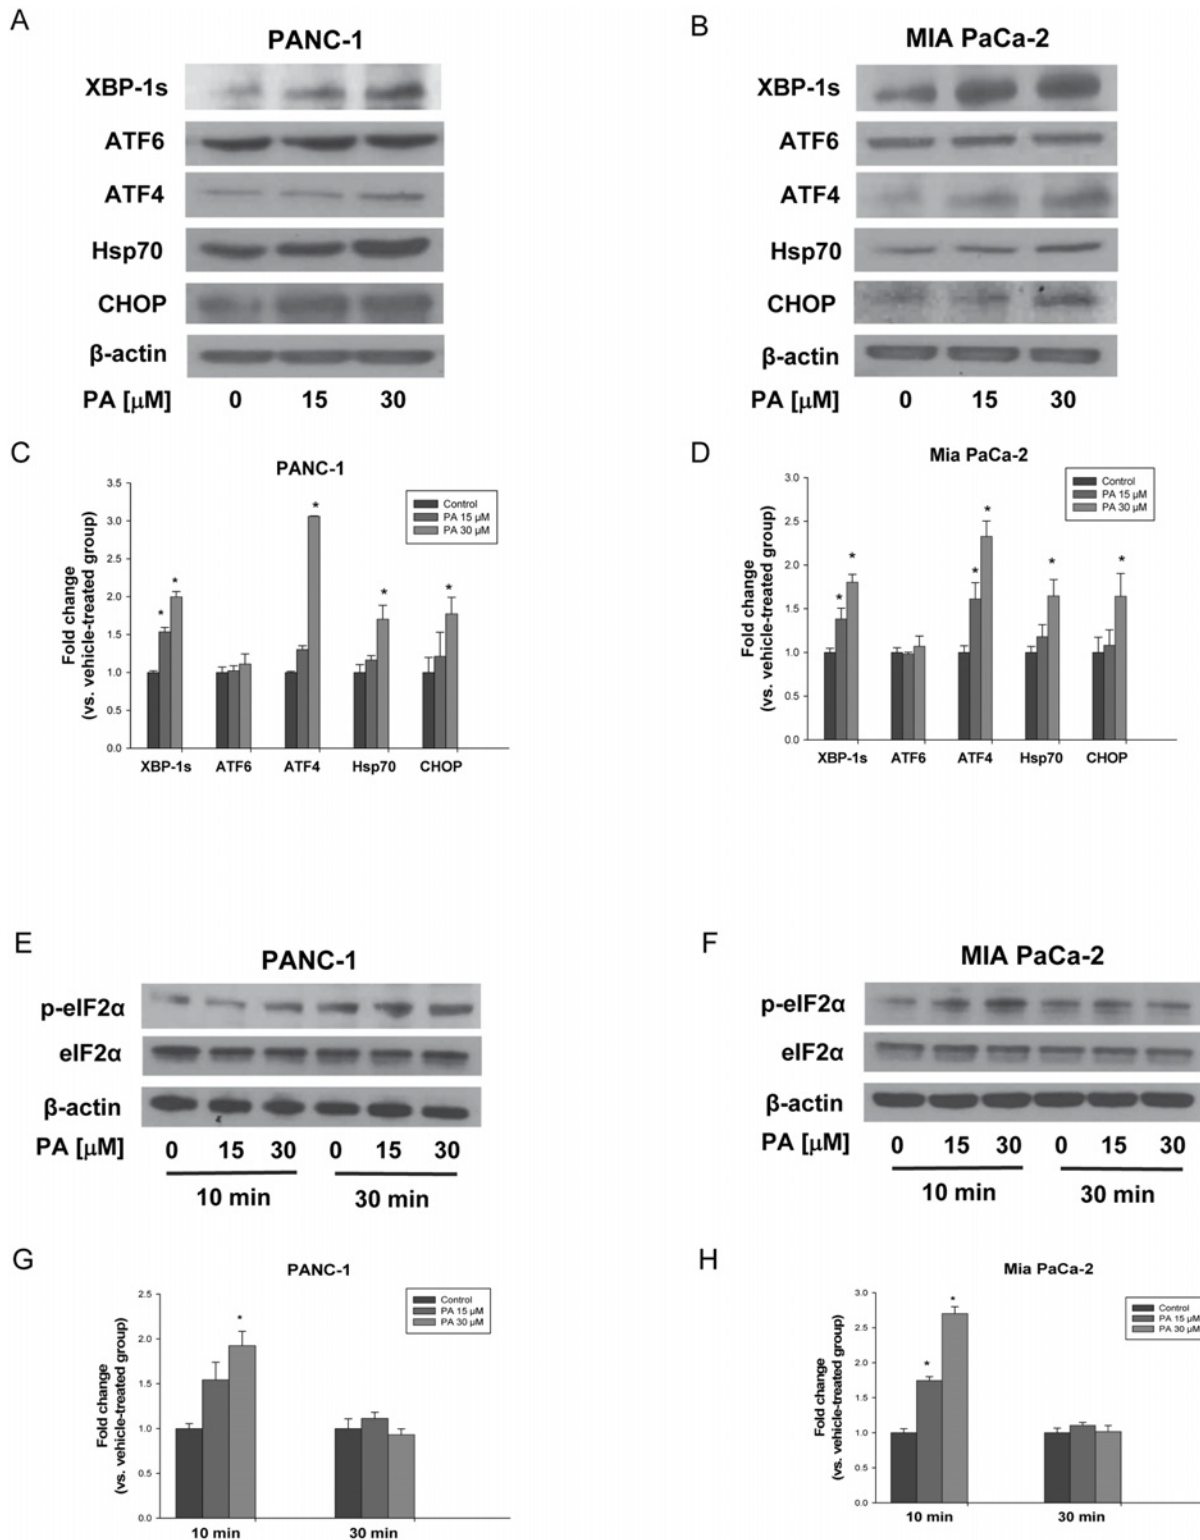 A
PANC-1
XBP-1s
ATF6
ATF4
Hsp70
CHOP
β-actin
PA [μM] 0 15 30
B
MIA PaCa-2
XBP-1s
ATF6
ATF4
Hsp70
CHOP
β-actin
PA [μM] 0 15 30
C
PANC-1
Fold change
(vs. vehicle-treated group)
3.5
3.0
2.5
2.0
1.5
1.0
0.5
0.0
Control
PA 15 μM
PA 30 μM
* * * * *
XBP-1s ATF6 ATF4 Hsp70 CHOP
D
Mia PaCa-2
Fold change
(vs. vehicle-treated group)
3.0
2.5
2.0
1.5
1.0
0.5
0.0
Control
PA 15 μM
PA 30 μM
* * * * * *
XBP-1s ATF6 ATF4 Hsp70 CHOP
E
PANC-1
p-eIF2α
eIF2α
β-actin
PA [μM] 0 15 30 0 15 30
10 min 30 min
F
MIA PaCa-2
p-eIF2α
eIF2α
β-actin
PA [μM] 0 15 30 0 15 30
10 min 30 min
G
PANC-1
Fold change
(vs. vehicle-treated group)
2.5
2.0
1.5
1.0
0.5
0.0
Control
PA 15 μM
PA 30 μM
*
10 min 30 min
H
Mia PaCa-2
Fold change
(vs. vehicle-treated group)
3.0
2.5
2.0
1.5
1.0
0.5
0.0
Control
PA 15 μM
PA 30 μM
* *
10 min 30 min